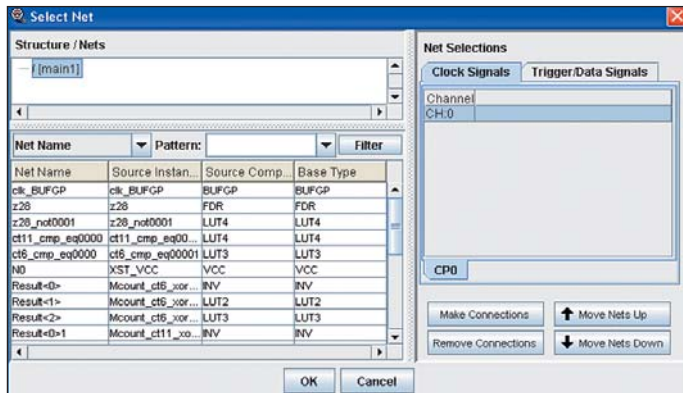 Select Net
Structure / Nets
/ [main1]
Net Name Pattern: Filter
Net Name Source Instan... Source Comp... Base Type
clk_BUFGP clk_BUFGP BUFGP BUFGP
z28 z28 FDR FDR
z28_not0001 z28_not0001 LUT4 LUT4
ct11_cmp_eq0000 ct11_cmp_eq00... LUT4 LUT4
ct6_cmp_eq0000 ct6_cmp_eq00001 LUT3 LUT3
N0 XST_VCC VCC VCC
Result<0> Mcount_ct6_xor... INV INV
Result<1> Mcount_ct6_xor... LUT2 LUT2
Result<2> Mcount_ct6_xor... LUT3 LUT3
Result<0>1 Mcount_ct11_xo... INV INV
Net Selections
Clock Signals Trigger/Data Signals
Channel
CH:0
CP0
Make Connections Move Nets Up
Remove Connections Move Nets Down
OK Cancel